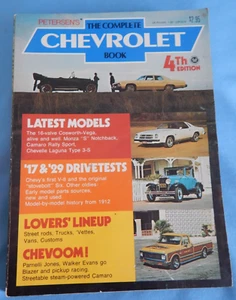 PETERSEN'S THE COMPLETE
$2.95
CHEVROLET
BOOK
4TH
EDITION
LATEST MODELS
The 16-valve Cosworth-Vega,
alive and well Monza "S" Notchback,
Camaro Rally Sport,
Chevelle Laguna Type S-3
'17 & '29 DRIVETESTS
Chevy's first V-8 and the original
"stovebolt" Six. Other oldies.
Early model parts sources,
new and used
Model-by-model history from 1912
LOVERS' LINEUP
Street rods, Trucks, Vettes,
Vans, Customs
CHEVOOM!
Parnelli Jones, Walker Evans go
Blazer and pickup racing.
Streetable steam-powered Camaro